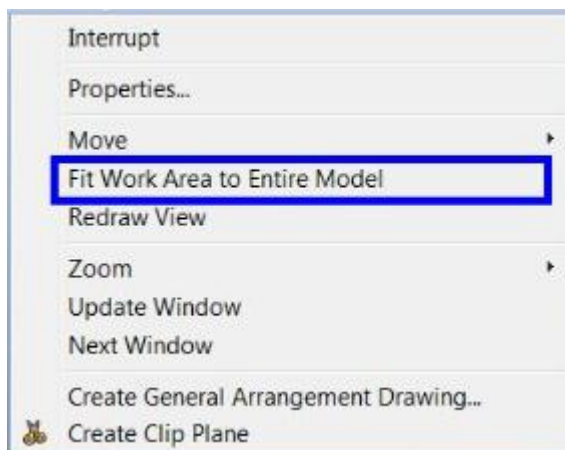 Interrupt
Properties...
Move
Fit Work Area to Entire Model
Redraw View
Zoom
Update Window
Next Window
Create General Arrangement Drawing...
Create Clip Plane